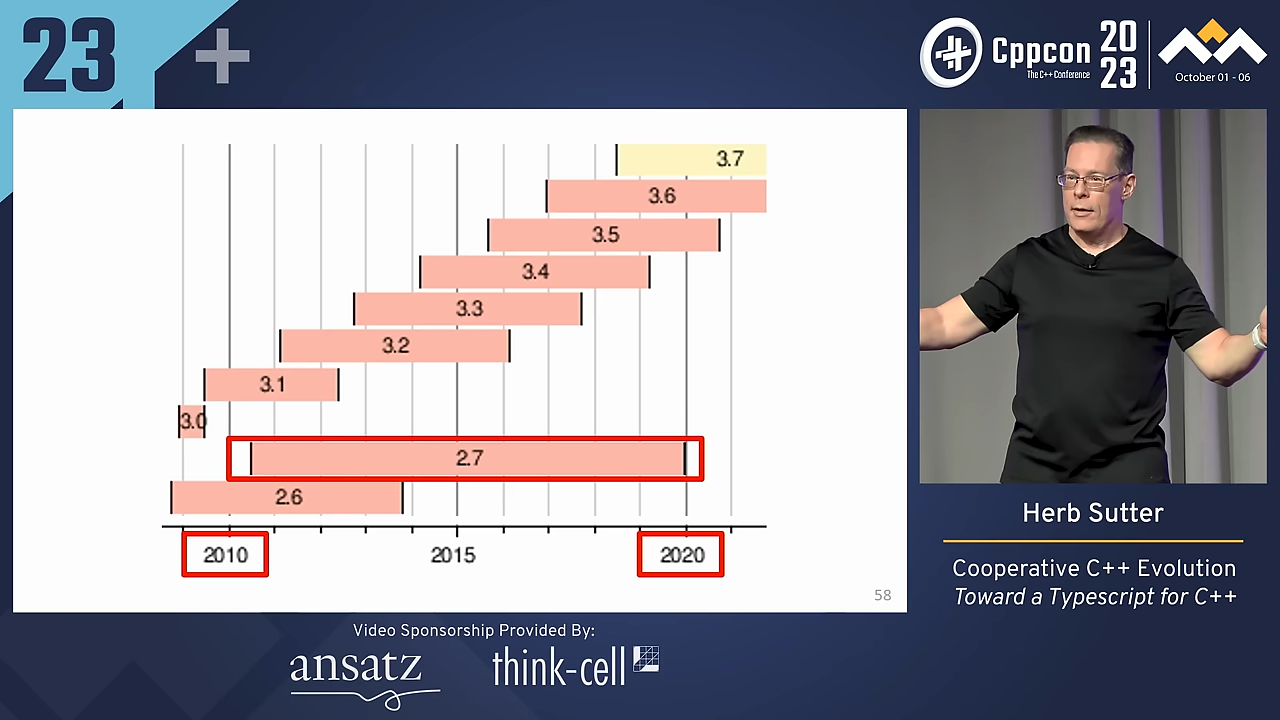 23 +
Cppcon
The C++ Conference
20
23
October 01 - 06
3.7
3.6
3.5
3.4
3.3
3.2
3.1
3.0
2.7
2.6
2010 2015 2020
58
Herb Sutter
Cooperative C++ Evolution
Toward a Typescript for C++
Video Sponsorship Provided By:
ansatz think-cell